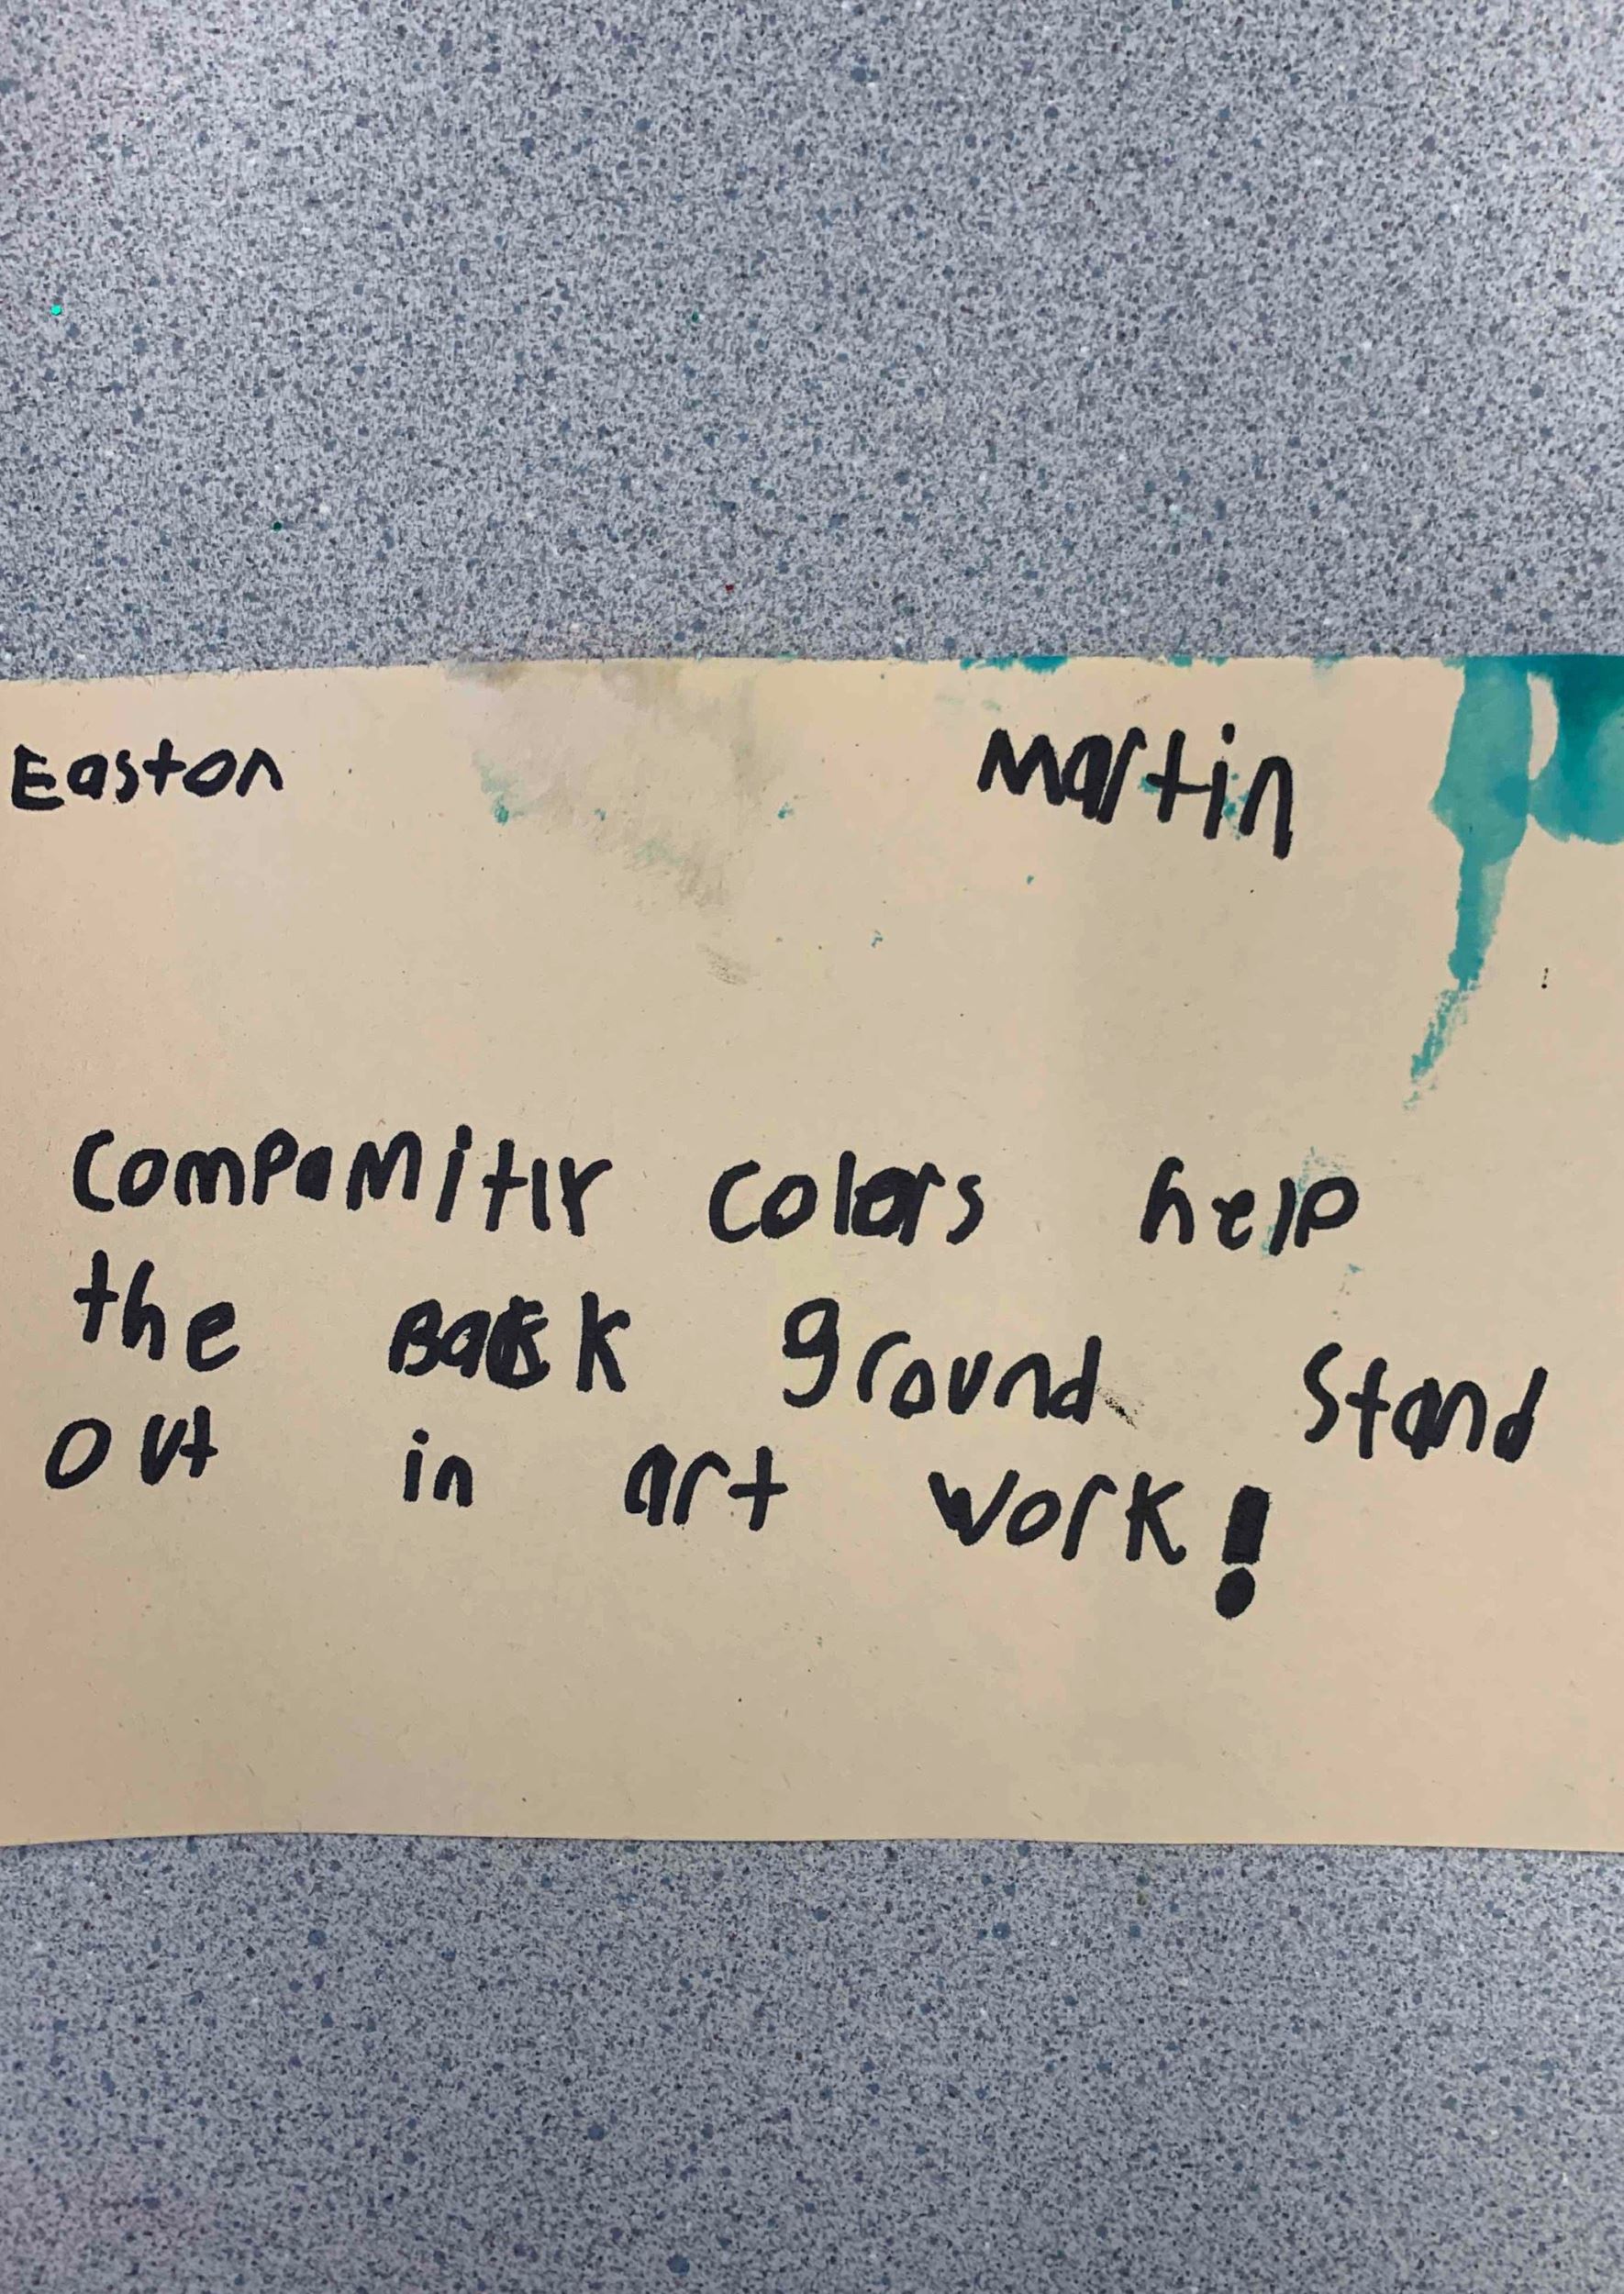 Easton Martin
compamitir colors help
the Back ground stand
out in art work!